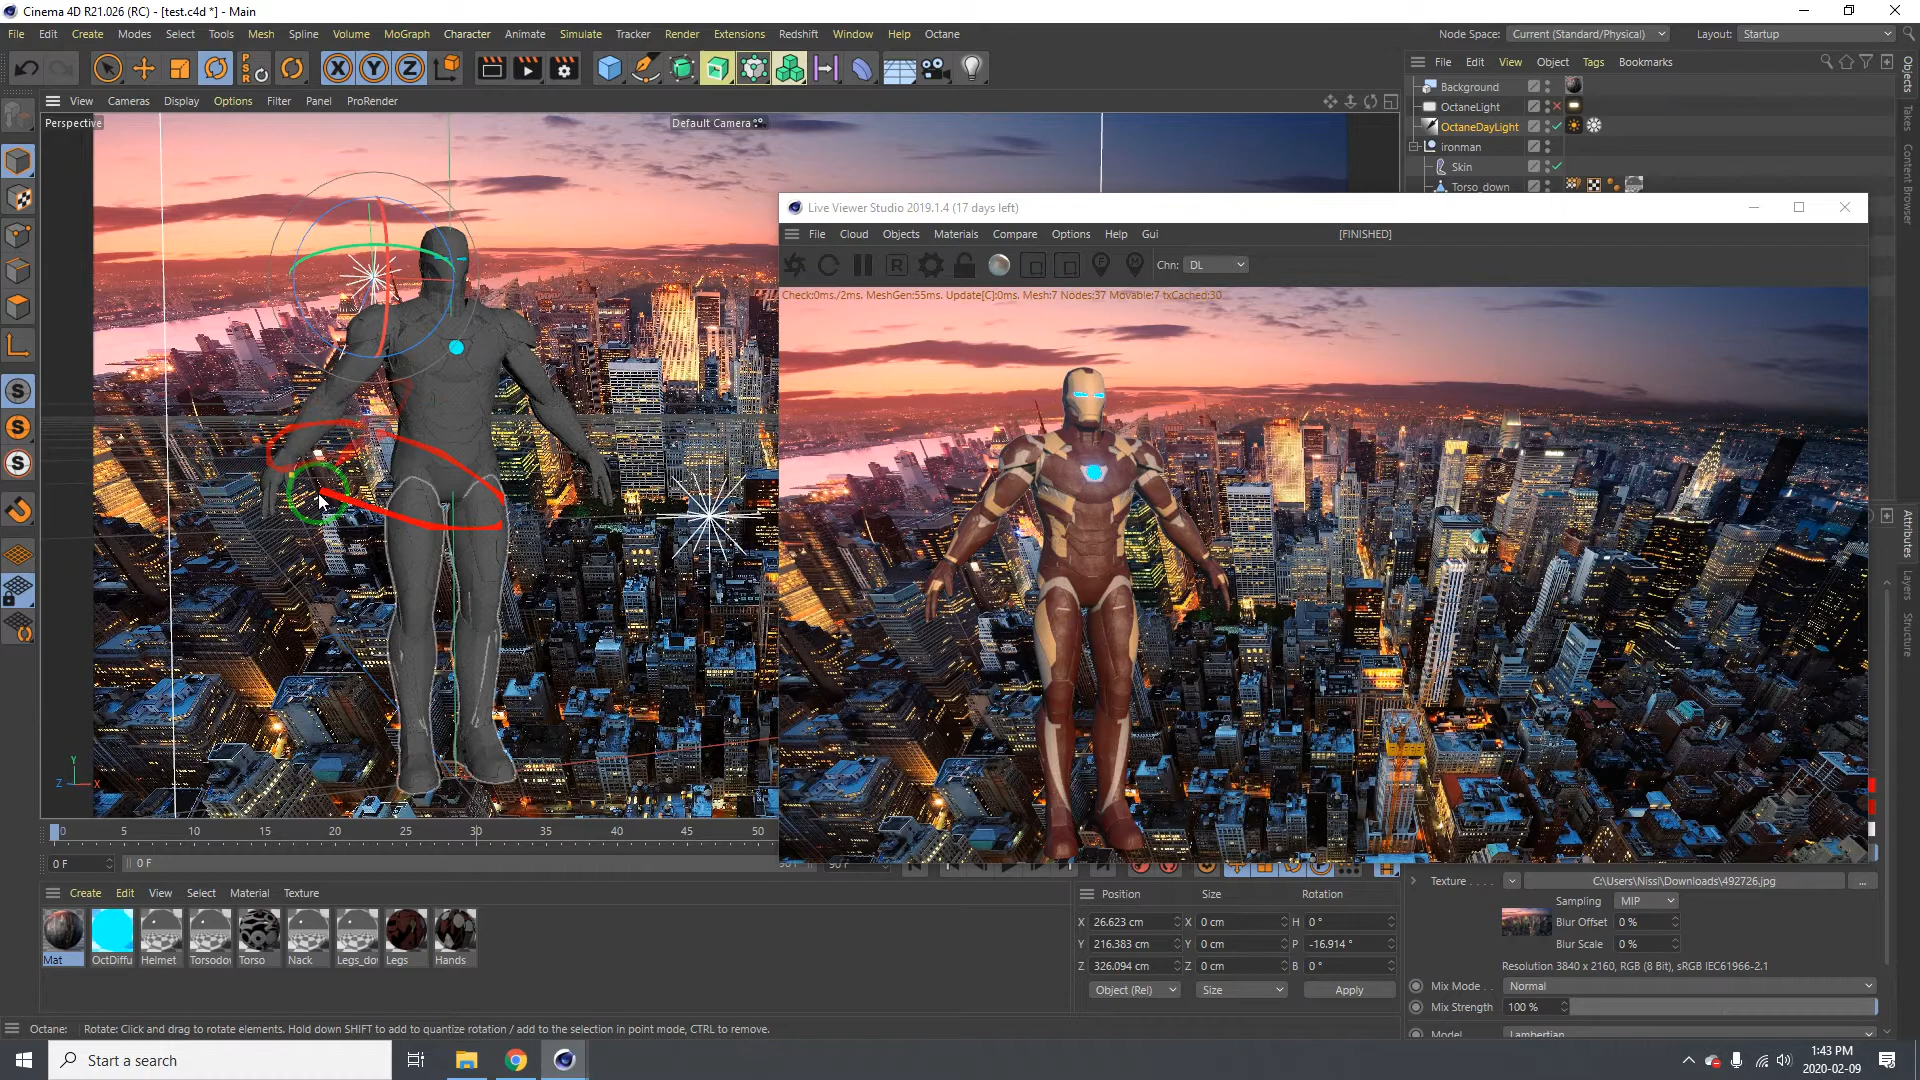 Cinema 4D R21.026 (RC) - [test.c4d *] - Main
File Edit Create Modes Select Tools Mesh Spline Volume MoGraph Character Animate Simulate Tracker Render Extensions Redshift Window Help Octane
Node Space: Current (Standard/Physical) Layout: Startup
PSR
X Y Z
File Edit View Object Tags Bookmarks
View Cameras Display Options Filter Panel ProRender
Perspective
Default Camera
Background
OctaneLight
OctaneDayLight
ironman
Skin
Torso_down
Objects
Takes
Content Browser
Attributes
Layers
Structure
Live Viewer Studio 2019.1.4 (17 days left)
File Cloud Objects Materials Compare Options Help Gui [FINISHED]
Chn: DL
Check:0ms./2ms. MeshGen:55ms. Update[C]:0ms. Mesh:7 Nodes:37 Movable:7 txCached:30
Y
Z X
0 5 10 15 20 25 30 35 40 45 50
0 F 0 F
Create Edit View Select Material Texture
Mat OctDiffu Helmet Torsodov Torso Nack Legs_do Legs Hands
Position Size Rotation
X 26.623 cm X 0 cm H 0 °
Y 216.383 cm Y 0 cm P -16.914 °
Z 326.094 cm Z 0 cm B 0 °
Object (Rel) Size Apply
Texture . . . . C:\Users\Nissi\Downloads\492726.jpg ...
Sampling MIP
Blur Offset 0 %
Blur Scale 0 %
Resolution 3840 x 2160, RGB (8 Bit), sRGB IEC61966-2.1
Mix Mode . . Normal
Mix Strength 100 %
Model Lambertian
Octane: Rotate: Click and drag to rotate elements. Hold down SHIFT to add to quantize rotation / add to the selection in point mode, CTRL to remove.
Start a search
1:43 PM
2020-02-09